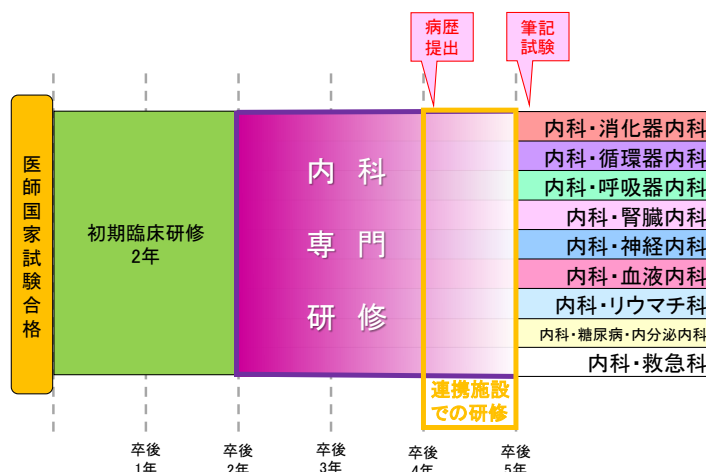 病歴
提出
筆記
試験
医師国家試験合格
初期臨床研修
2年
内 科
専 門
研 修
内科・消化器内科
内科・循環器内科
内科・呼吸器内科
内科・腎臓内科
内科・神経内科
内科・血液内科
内科・リウマチ科
内科・糖尿病・内分泌内科
内科・救急科
連携施設
での研修
卒後
1年
卒後
2年
卒後
3年
卒後
4年
卒後
5年